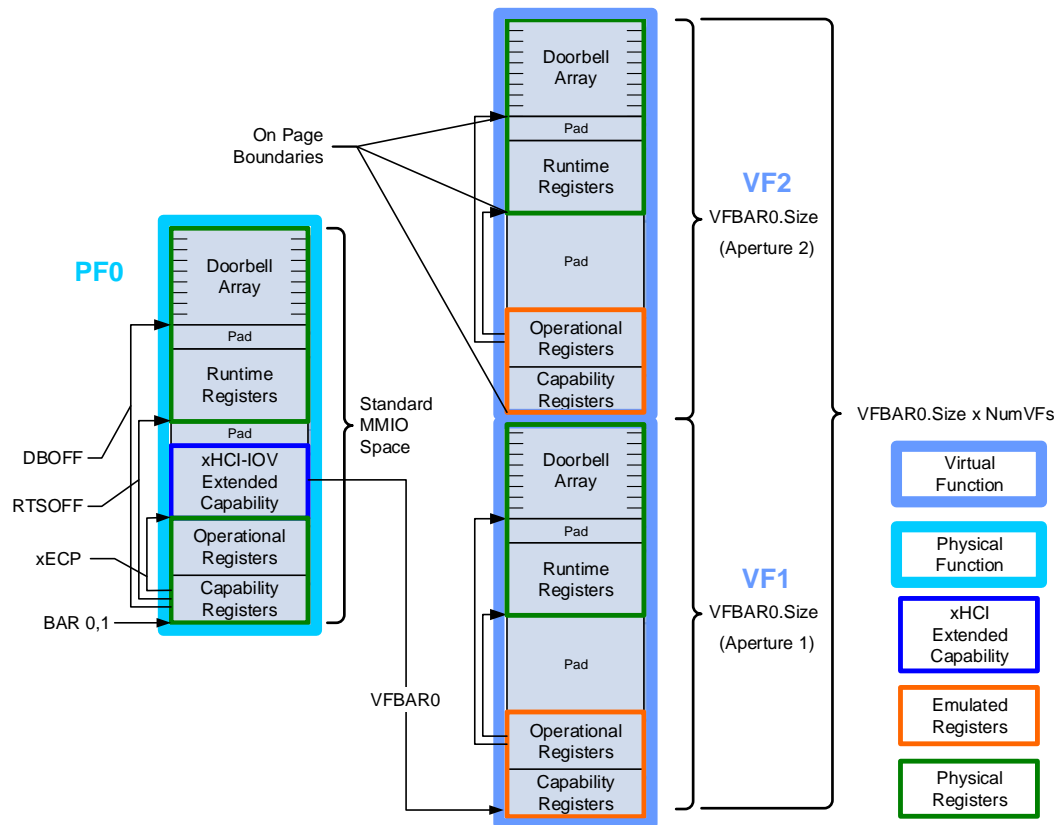 PF0
Doorbell
Array
Pad
Runtime
Registers
Pad
xHCI-IOV
Extended
Capability
Operational
Registers
Capability
Registers
DBOFF
RTSOFF
xECP
BAR 0,1
Standard
MMIO
Space
VFBAR0
On Page
Boundaries
Doorbell
Array
Pad
Runtime
Registers
Pad
Operational
Registers
Capability
Registers
VF2
VFBAR0.Size
(Aperture 2)
Doorbell
Array
Pad
Runtime
Registers
Pad
Operational
Registers
Capability
Registers
VF1
VFBAR0.Size
(Aperture 1)
VFBAR0.Size x NumVFs
Virtual
Function
Physical
Function
xHCI
Extended
Capability
Emulated
Registers
Physical
Registers